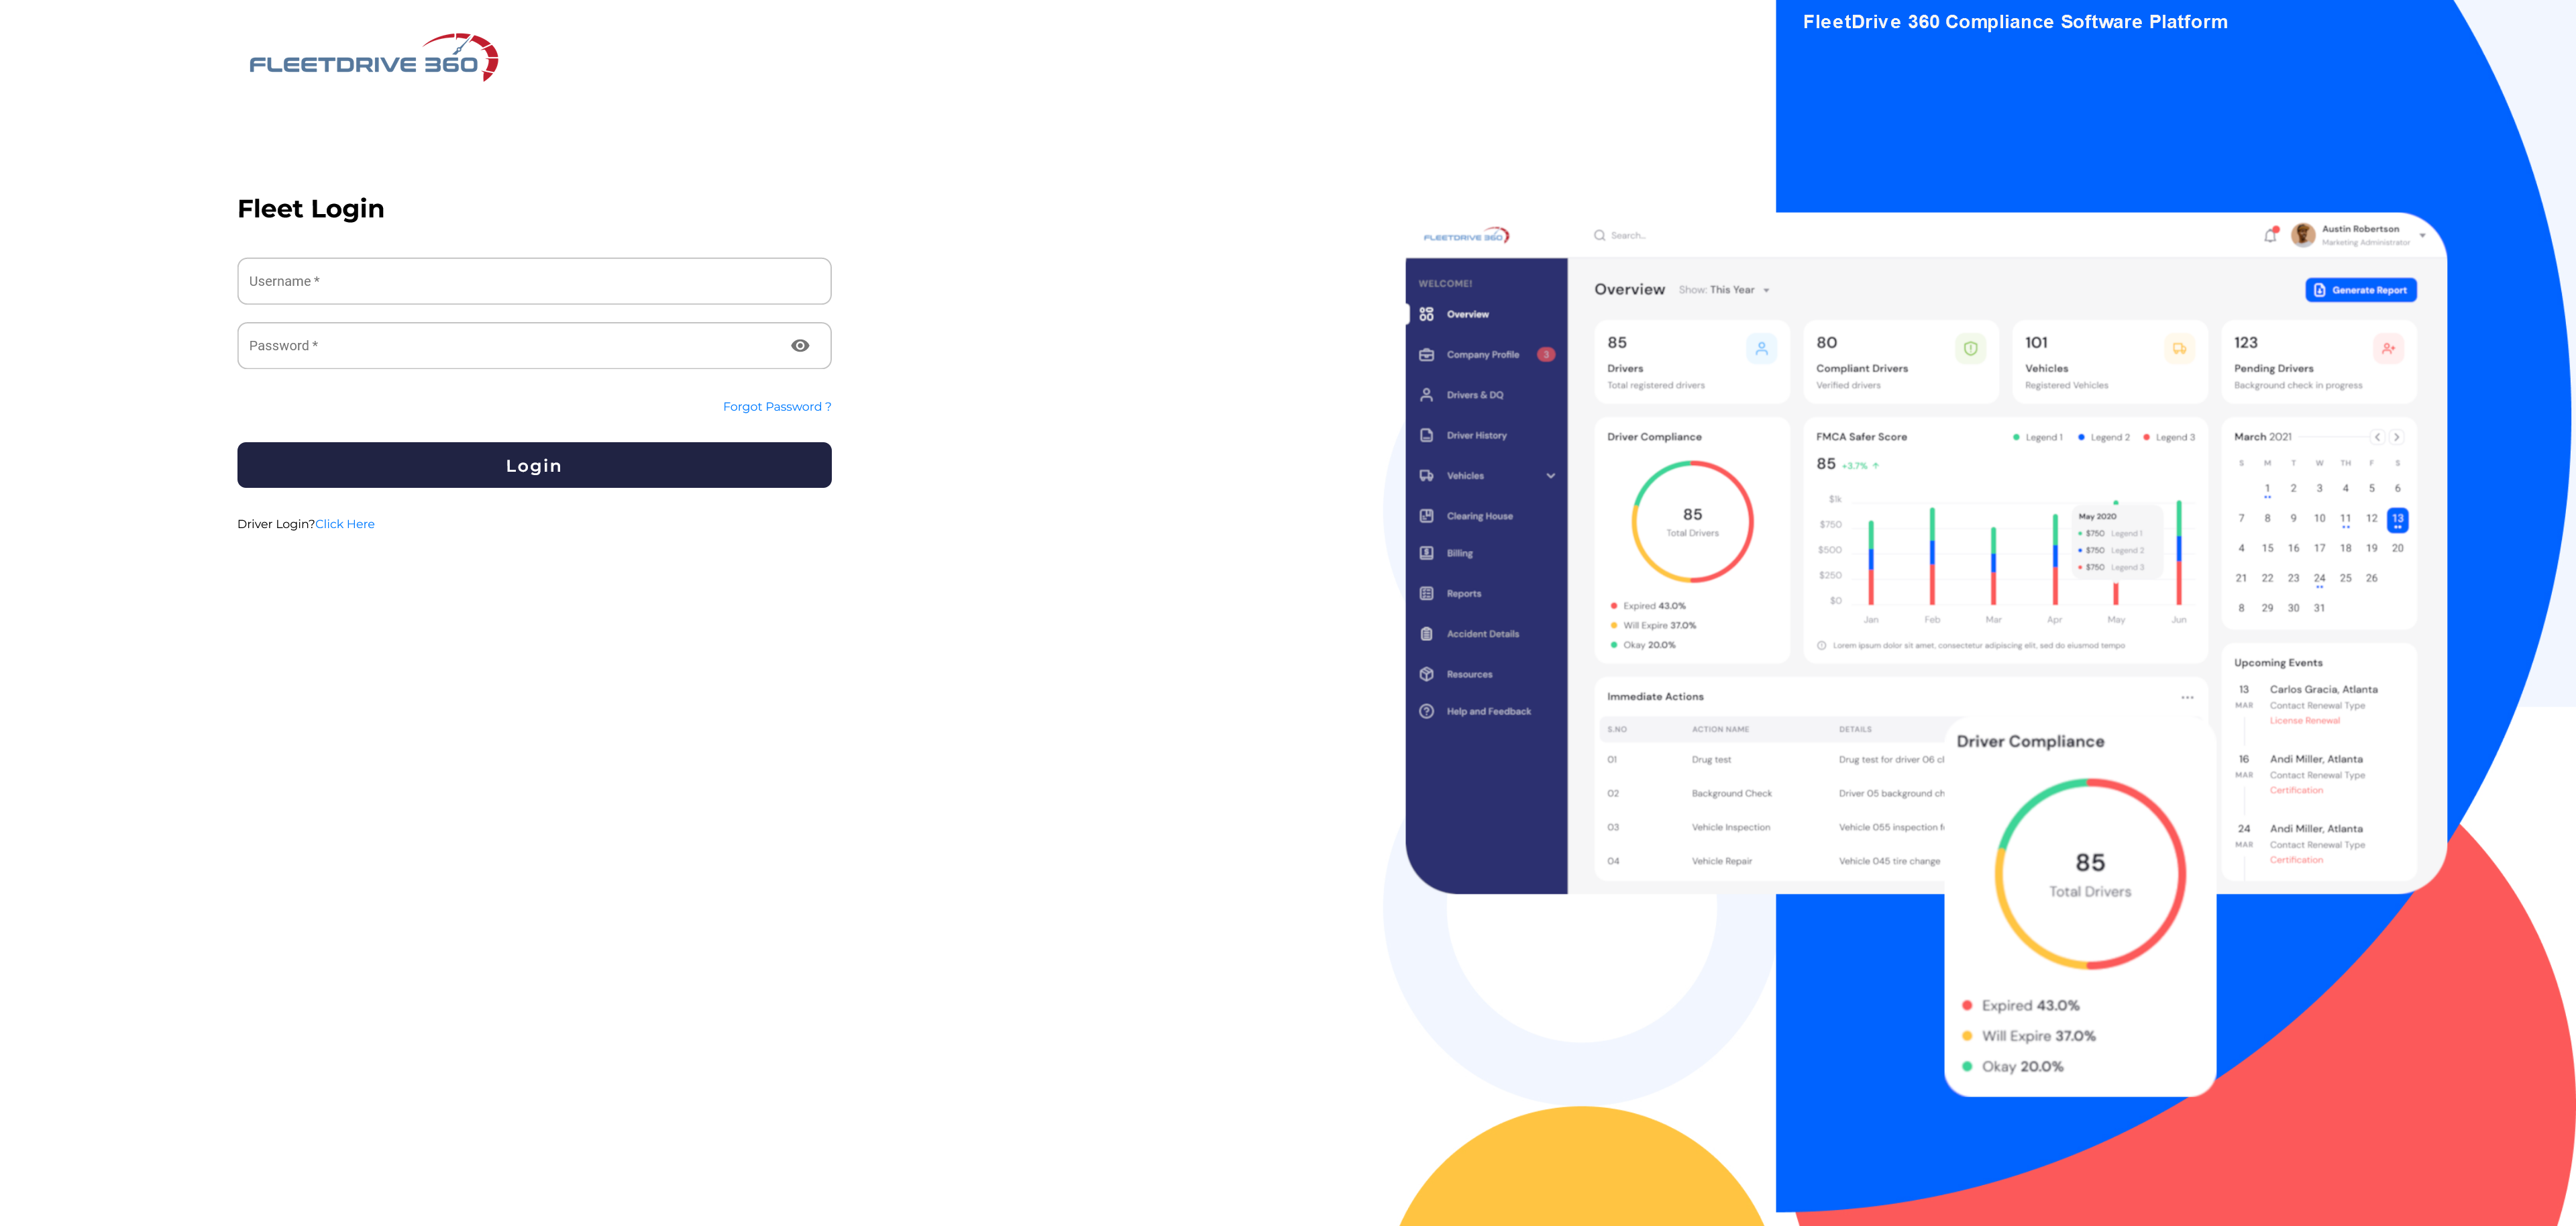 FLEETDRIVE 360
Fleet Login
Username *
Password *
Forgot Password ?
Login
Driver Login?Click Here
FleetDrive 360 Compliance Software Platform
FLEETDRIVE 360
Search...
Austin Robertson
Marketing Administrator
WELCOME!
Overview
Company Profile 3
Drivers & DQ
Driver History
Vehicles
Clearing House
Billing
Reports
Accident Details
Resources
Help and Feedback
Overview Show: This Year
Generate Report
85
Drivers
Total registered drivers
80
Compliant Drivers
Verified drivers
101
Vehicles
Registered Vehicles
123
Pending Drivers
Background check in progress
Driver Compliance
85
Total Drivers
Expired 43.0%
Will Expire 37.0%
Okay 20.0%
FMCA Safer Score
Legend 1 Legend 2 Legend 3
85 +3.7%
$1k
$750
$500
$250
$0
May 2020
$750 Legend 1
$750 Legend 2
$750 Legend 3
Jan Feb Mar Apr May Jun
Lorem ipsum dolor sit amet, consectetur adipiscing elit, sed do eiusmod tempo
March 2021
S M T W TH F S
1 2 3 4 5 6
7 8 9 10 11 12 13
4 15 16 17 18 19 20
21 22 23 24 25 26
8 29 30 31
Immediate Actions
S.NO ACTION NAME DETAILS
01 Drug test Drug test for driver 06 cl
02 Background Check Driver 05 background ch
03 Vehicle Inspection Vehicle 055 inspection f
04 Vehicle Repair Vehicle 045 tire change
Upcoming Events
13 Carlos Gracia, Atlanta
MAR Contact Renewal Type
License Renewal
16 Andi Miller, Atlanta
MAR Contact Renewal Type
Certification
24 Andi Miller, Atlanta
MAR Contact Renewal Type
Certification
Driver Compliance
85
Total Drivers
Expired 43.0%
Will Expire 37.0%
Okay 20.0%